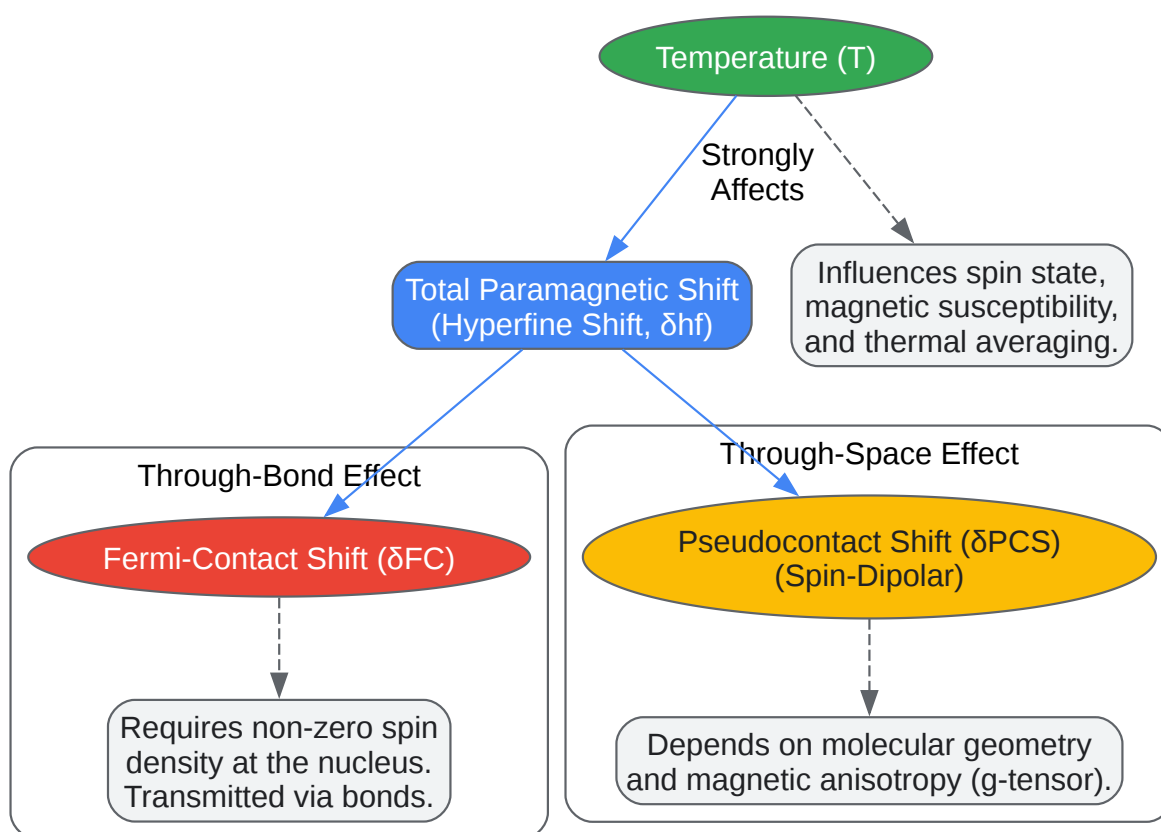 Temperature (T)
Strongly
Affects
Influences spin state,
magnetic susceptibility,
and thermal averaging.
Total Paramagnetic Shift
(Hyperfine Shift, δhf)
Through-Bond Effect
Fermi-Contact Shift (δFC)
Requires non-zero spin
density at the nucleus.
Transmitted via bonds.
Through-Space Effect
Pseudocontact Shift (δPCS)
(Spin-Dipolar)
Depends on molecular geometry
and magnetic anisotropy (g-tensor).